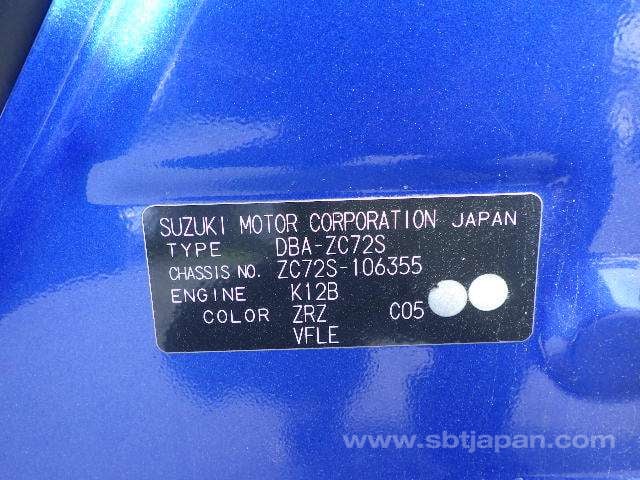 SUZUKI MOTOR CORPORATION JAPAN
TYPE DBA-ZC72S
CHASSIS NO. ZC72S-106355
ENGINE K12B
COLOR ZRZ C05
VFLE
www.sbtjapan.com